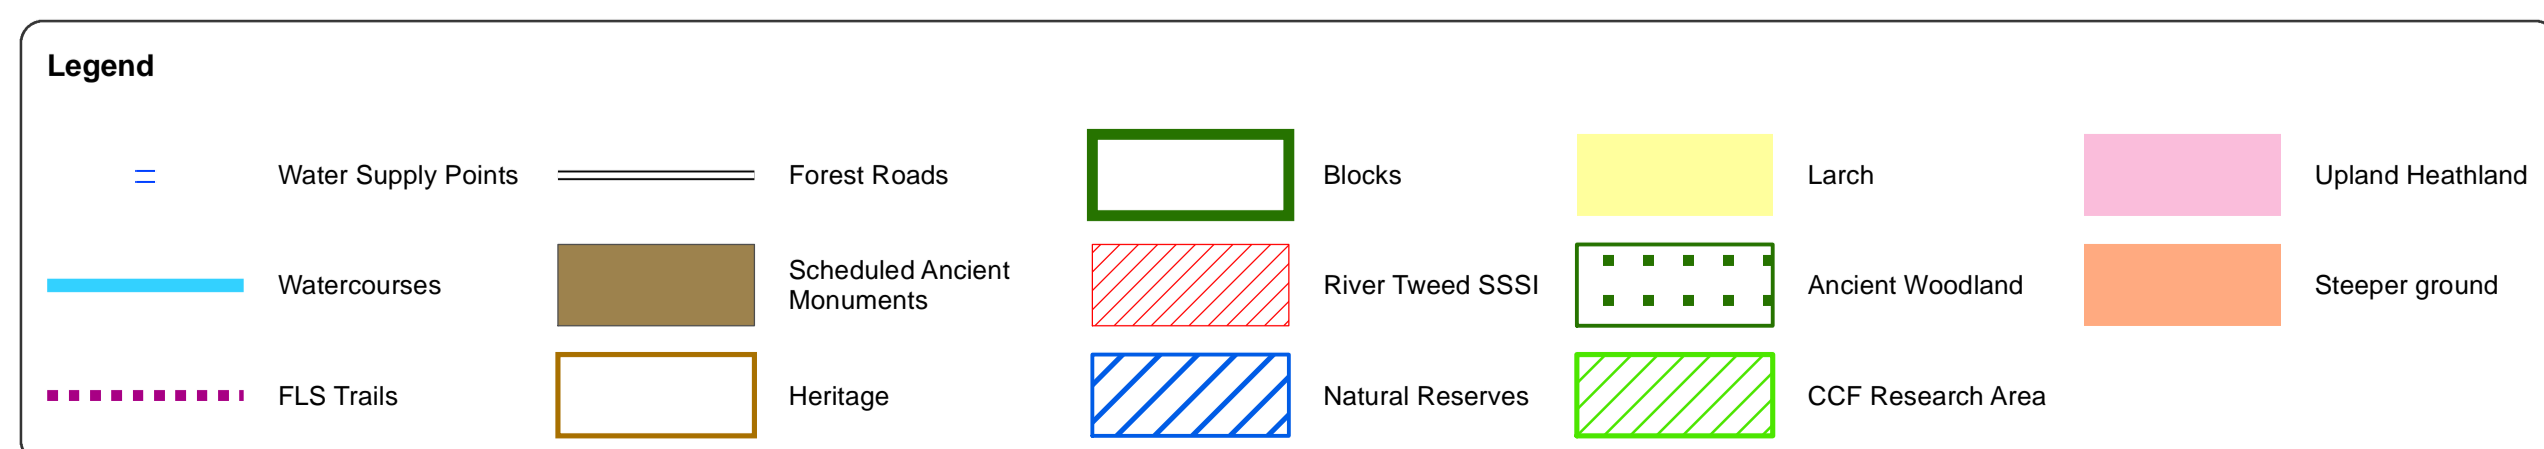 Legend
Water Supply Points
Forest Roads
Blocks
Larch
Upland Heathland
Watercourses
Scheduled Ancient
Monuments
River Tweed SSSI
Ancient Woodland
Steeper ground
FLS Trails
Heritage
Natural Reserves
CCF Research Area